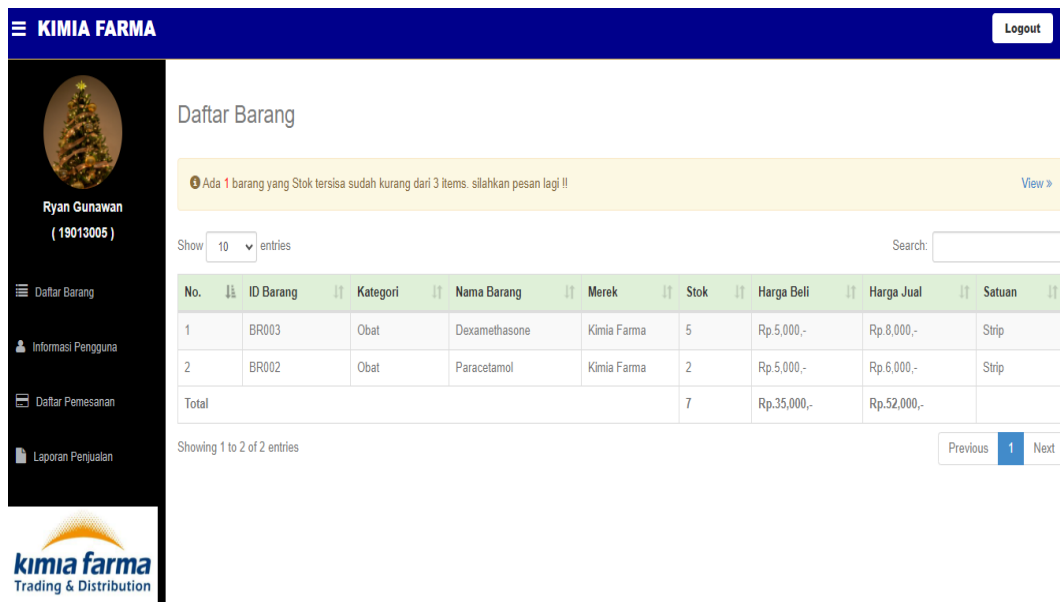 KIMIA FARMA
Logout
Ryan Gunawan
( 19013005 )
Daftar Barang
Informasi Pengguna
Daftar Pemesanan
Laporan Penjualan
kimia farma
Trading & Distribution
Daftar Barang
Ada 1 barang yang Stok tersisa sudah kurang dari 3 items. silahkan pesan lagi !! View »
Show 10 entries Search:
No. ID Barang Kategori Nama Barang Merek Stok Harga Beli Harga Jual Satuan
1 BR003 Obat Dexamethasone Kimia Farma 5 Rp.5,000,- Rp.8,000,- Strip
2 BR002 Obat Paracetamol Kimia Farma 2 Rp.5,000,- Rp.6,000,- Strip
Total 7 Rp.35,000,- Rp.52,000,-
Showing 1 to 2 of 2 entries Previous 1 Next